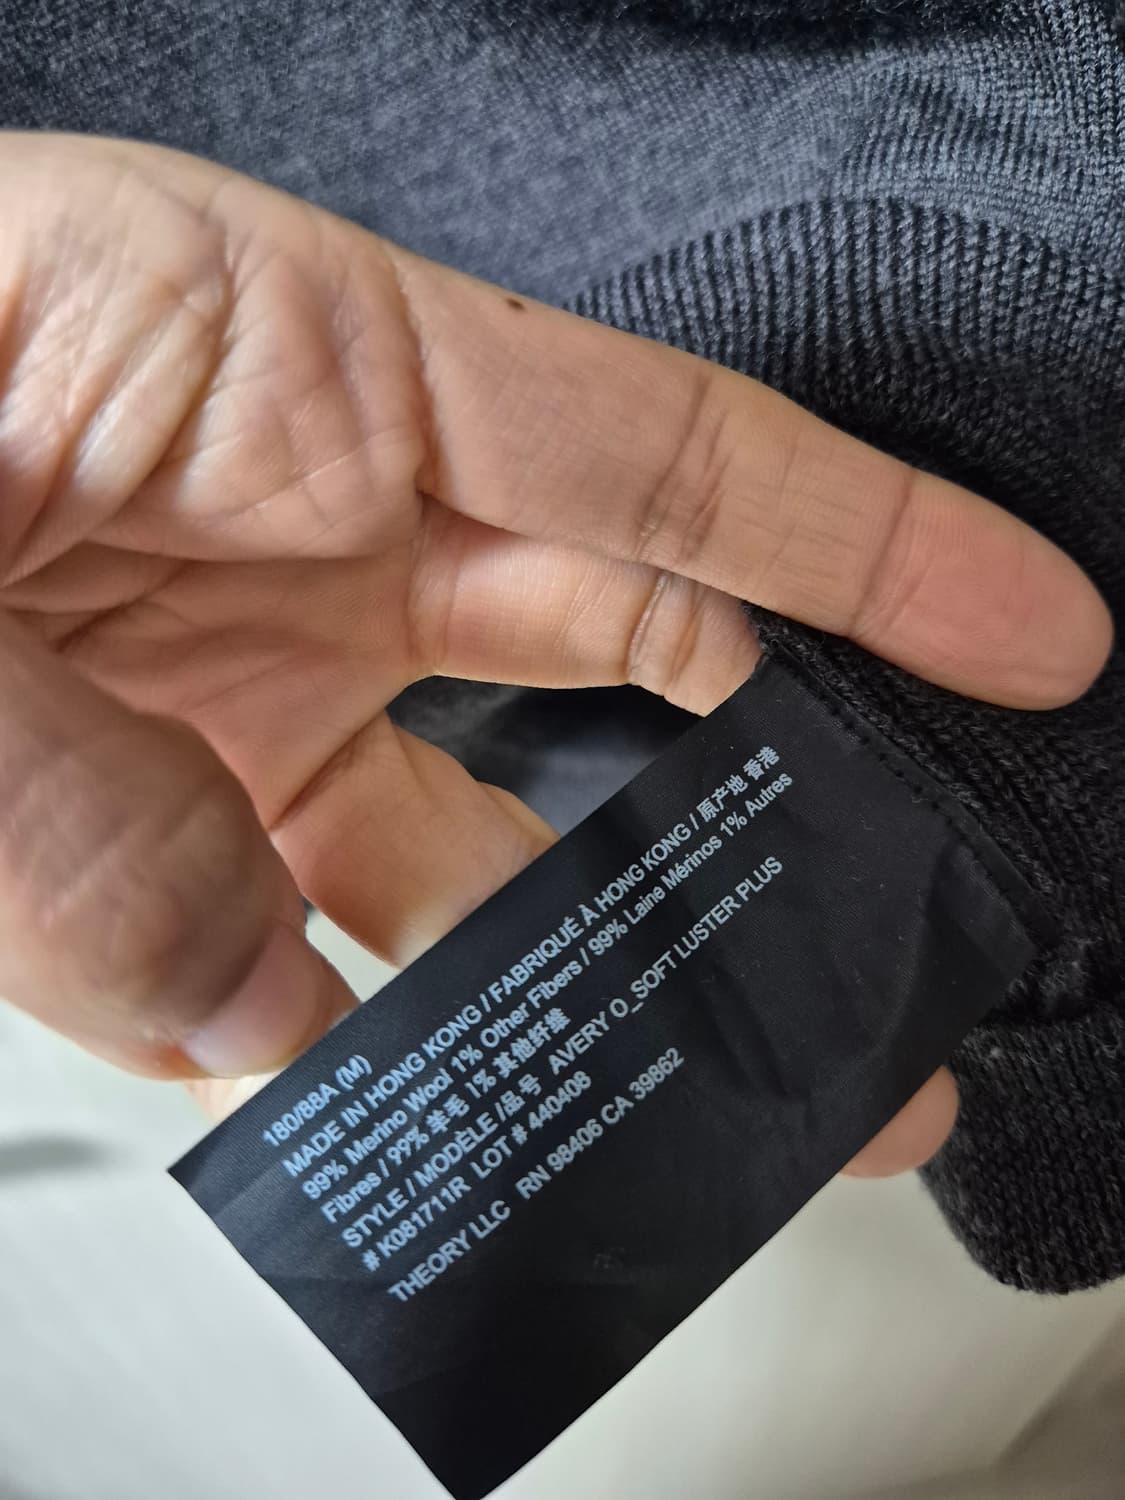 180/88A (M)
MADE IN HONG KONG / FABRIQUÉ À HONG KONG / 原产地 香港
99% Merino Wool 1% Other Fibers / 99% Laine Mérinos 1% Autres
Fibres / 99% 羊毛 1% 其他纤维
STYLE / MODÈLE /品号 AVERY O_SOFT LUSTER PLUS
# K081711R LOT # 440408
THEORY LLC RN 98406 CA 39862